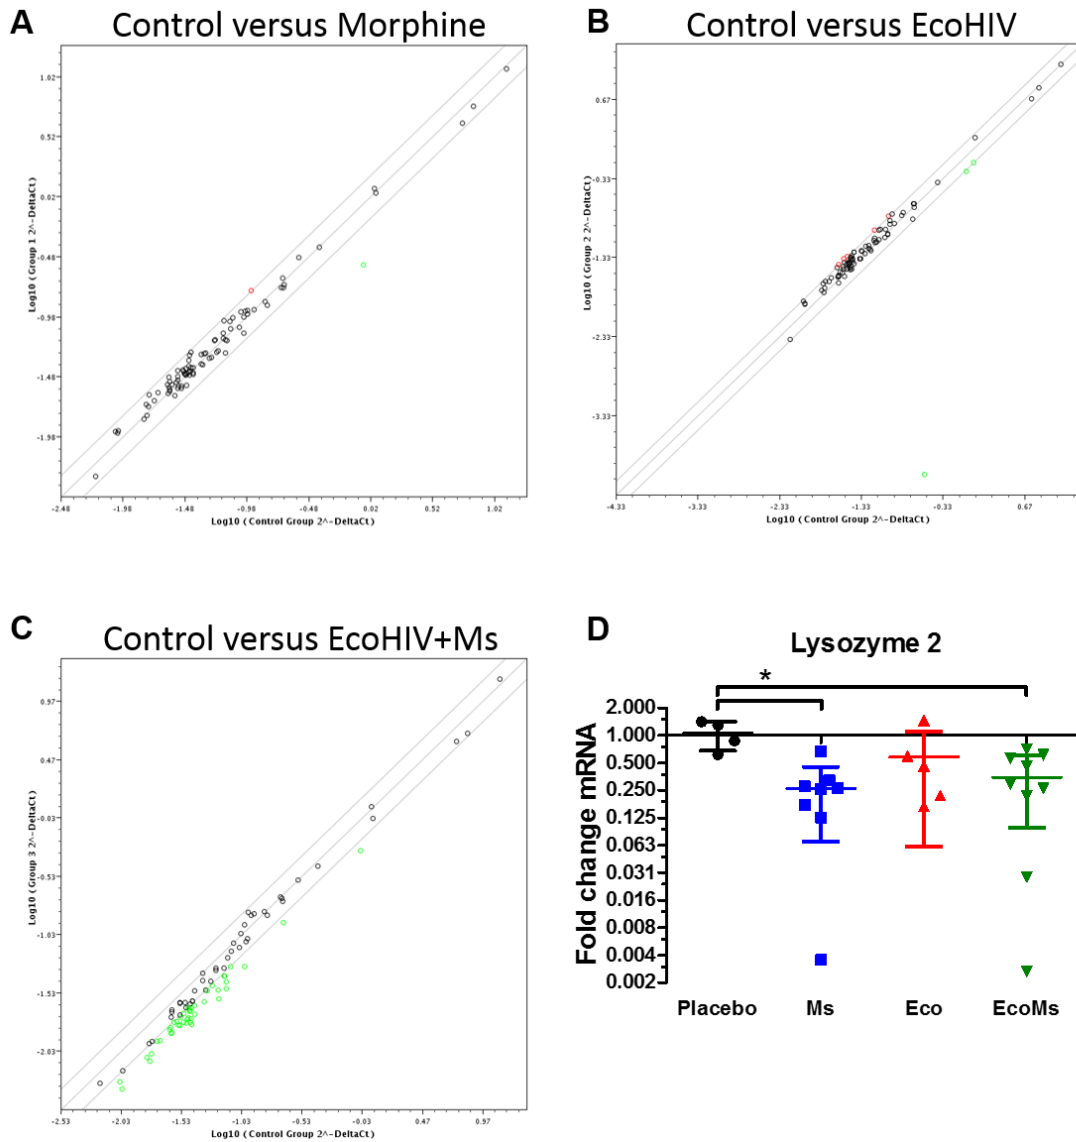 A
Control versus Morphine
1.02
0.52
0.02
-0.48
-0.98
-1.48
-1.98
Log10 (Group 1 2^-DeltaCt)
-2.48 -1.98 -1.48 -0.98 -0.48 0.02 0.52 1.02
Log10 (Control Group 2^-DeltaCt)
B
Control versus EcoHIV
0.67
-0.33
-1.33
-2.33
-3.33
Log10 (Group 2 2^-DeltaCt)
-4.33 -3.33 -2.33 -1.33 -0.33 0.67
Log10 (Control Group 2^-DeltaCt)
C
Control versus EcoHIV+Ms
0.97
0.47
-0.03
-0.53
-1.03
-1.53
-2.03
Log10 (Group 3 2^-DeltaCt)
-2.53 -2.03 -1.53 -1.03 -0.53 -0.03 0.47 0.97
Log10 (Control Group 2^-DeltaCt)
D
Lysozyme 2
*
2.000
1.000
0.500
0.250
0.125
0.063
0.031
0.016
0.008
0.004
0.002
Fold change mRNA
Placebo Ms Eco EcoMs